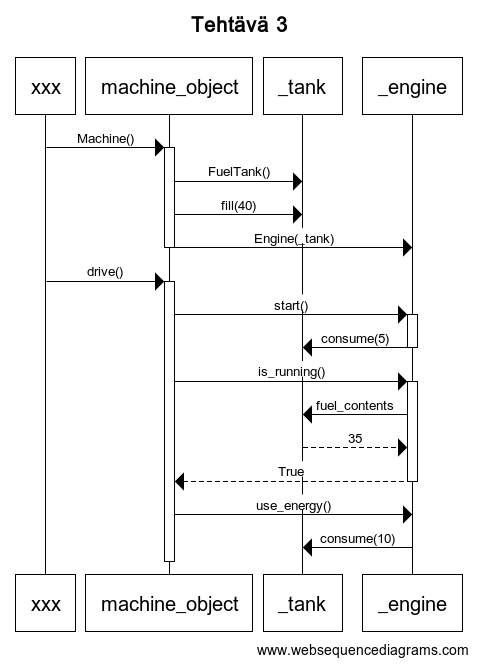 Tehtävä 3
xxx machine_object _tank _engine
Machine()
FuelTank()
fill(40)
Engine(_tank)
drive()
start()
consume(5)
is_running()
fuel_contents
35
True
use_energy()
consume(10)
xxx machine_object _tank _engine
www.websequencediagrams.com